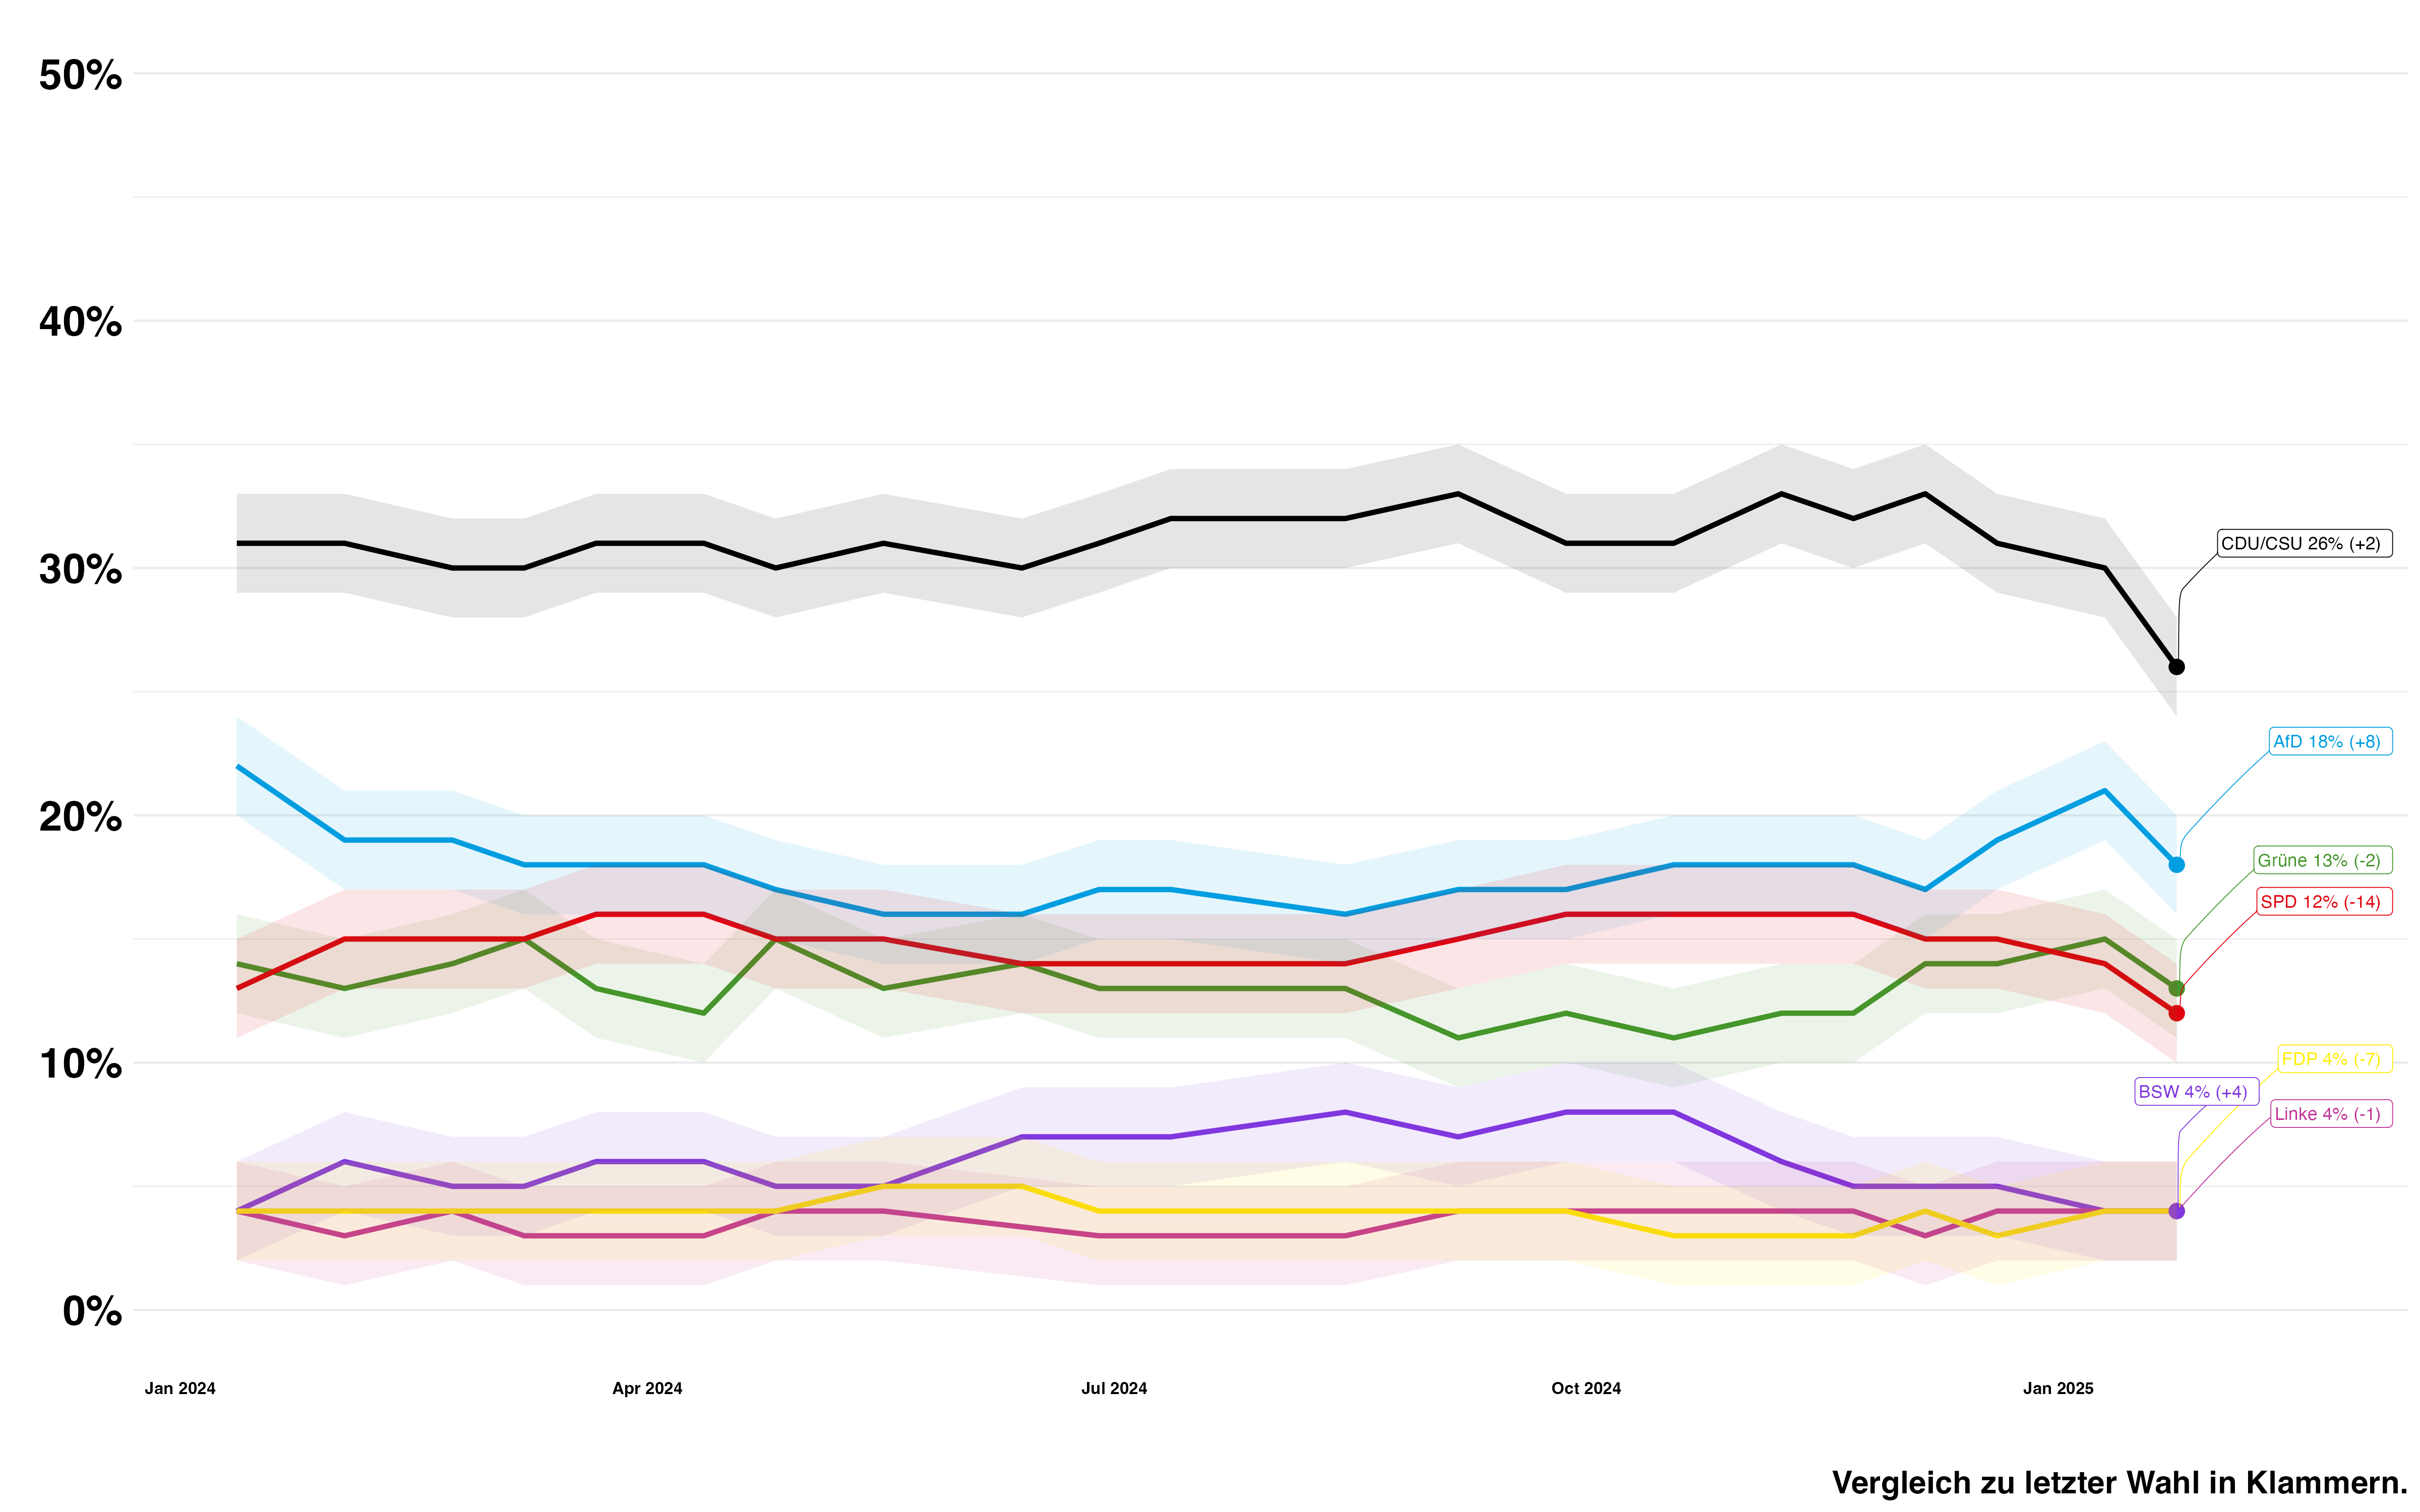 50%
40%
30%
20%
10%
0%
CDU/CSU 26% (+2)
AfD 18% (+8)
Grüne 13% (-2)
SPD 12% (-14)
FDP 4% (-7)
BSW 4% (+4)
Linke 4% (-1)
Jan 2024
Apr 2024
Jul 2024
Oct 2024
Jan 2025
Vergleich zu letzter Wahl in Klammern.